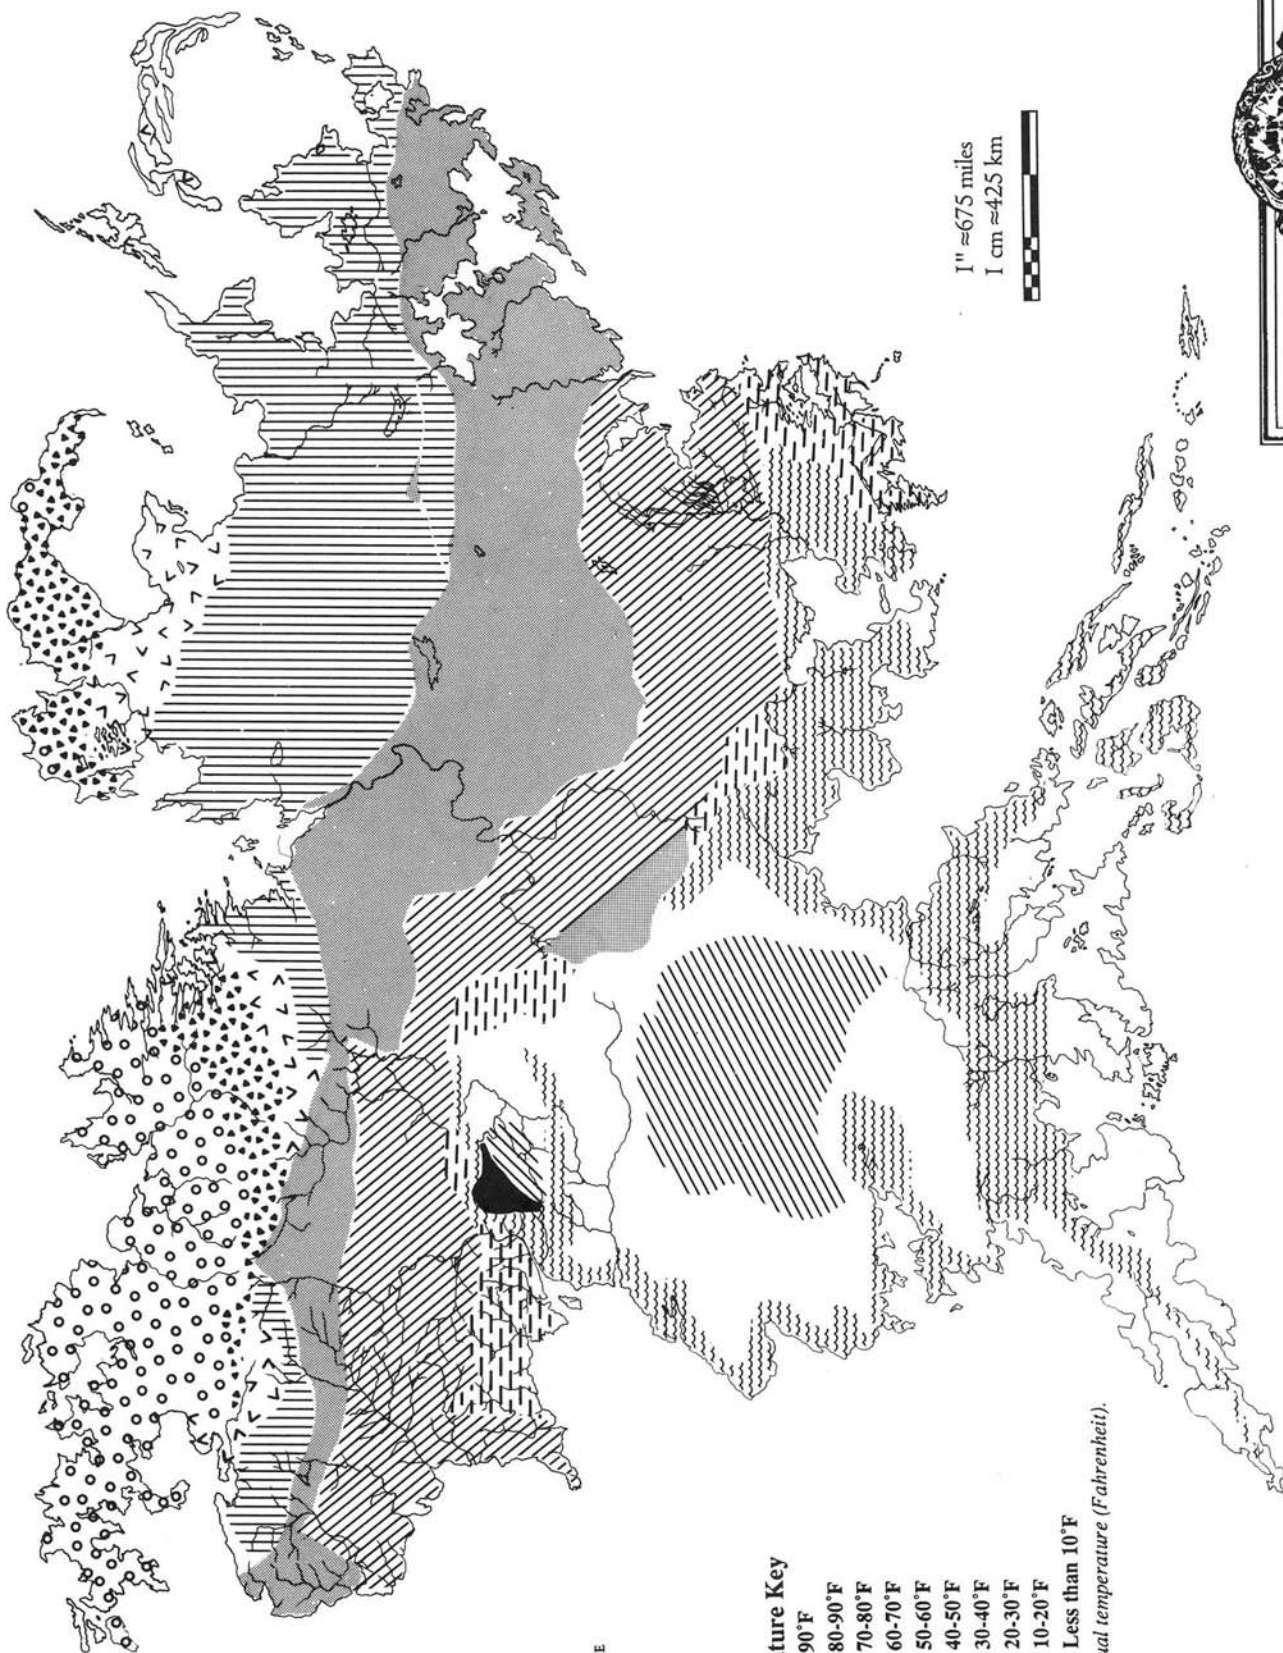 1" ≈675 miles
1 cm ≈425 km
E
ture Key
90°F
80-90°F
70-80°F
60-70°F
50-60°F
40-50°F
30-40°F
20-30°F
10-20°F
Less than 10°F
ual temperature (Fahrenheit).